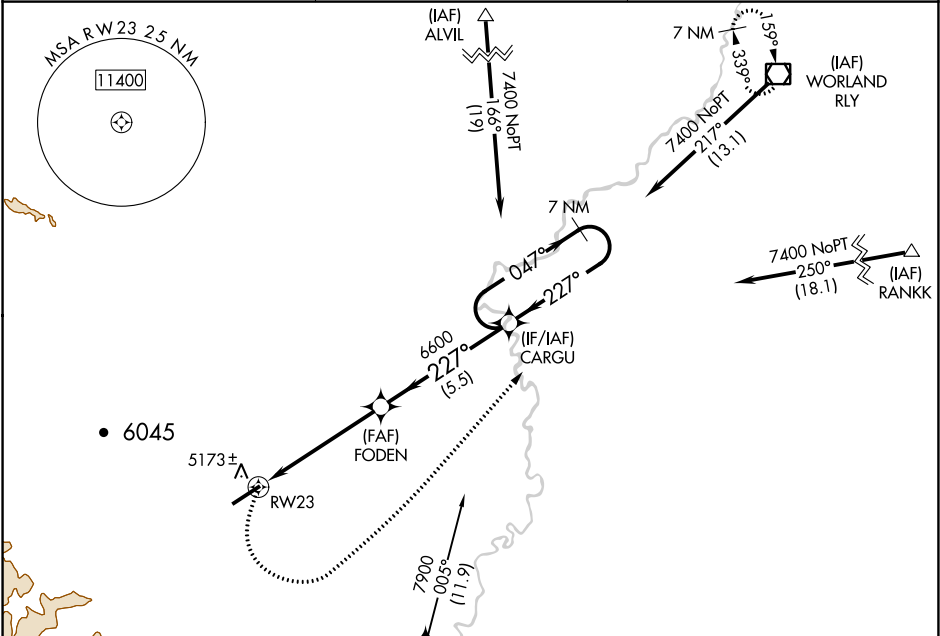 MSA RW23 25 NM
11400
(IAF)
ALVIL
7400 NoPT
166°
(19)
7 NM
159°
339°
(IAF)
WORLAND
RLY
7400 NoPT
217°
(13.1)
7 NM
047°
227°
7400 NoPT
250°
(18.1)
(IAF)
RANKK
(IF/IAF)
CARGU
6600
227°
(5.5)
(FAF)
FODEN
6045
5173±
RW23
7900
005°
(11.9)